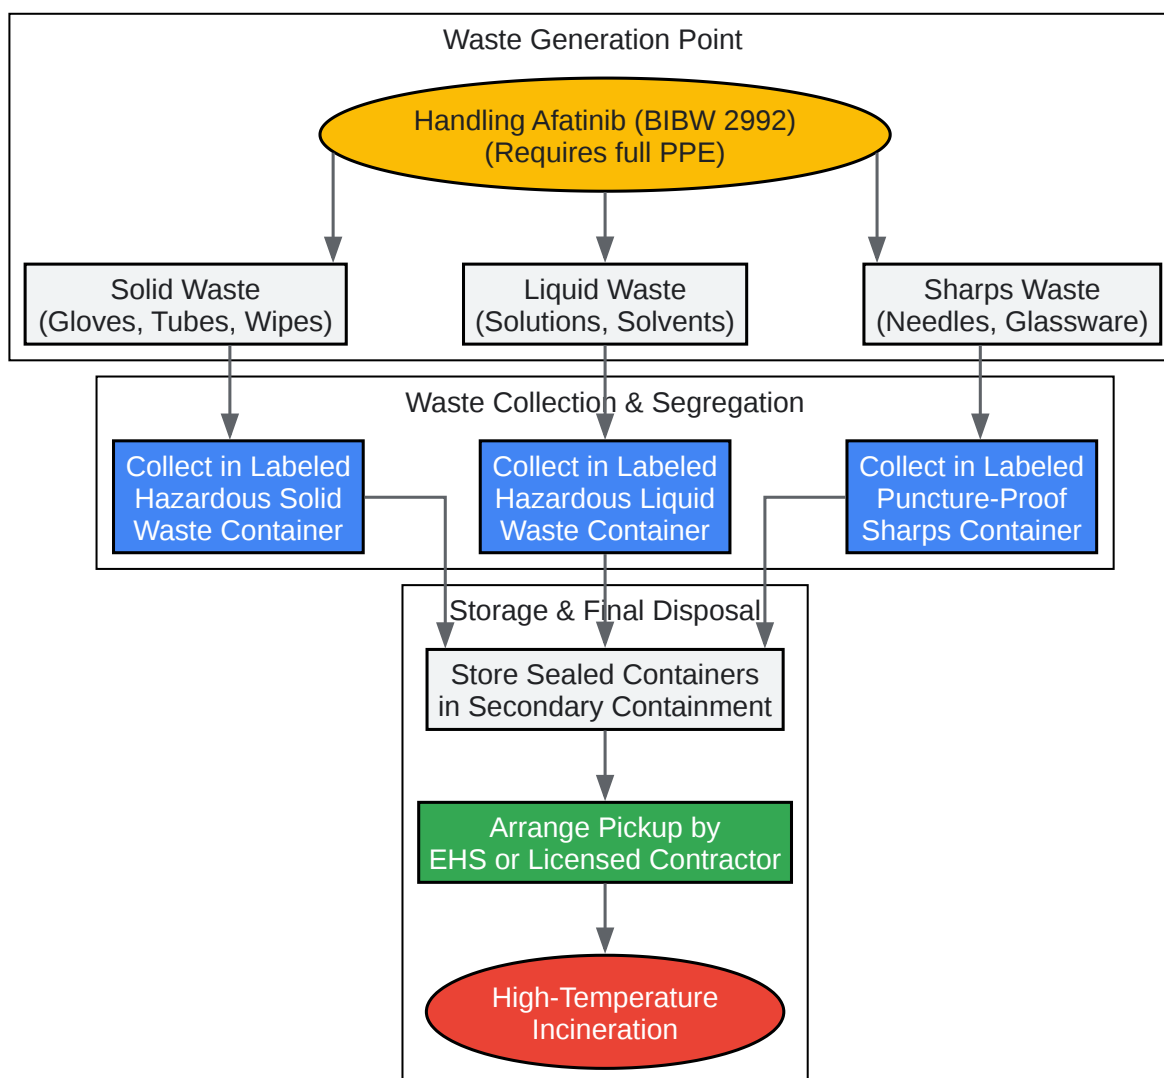 Waste Generation Point
Handling Afatinib (BIBW 2992)
(Requires full PPE)
Solid Waste
(Gloves, Tubes, Wipes)
Liquid Waste
(Solutions, Solvents)
Sharps Waste
(Needles, Glassware)
Waste Collection & Segregation
Collect in Labeled
Hazardous Solid
Waste Container
Collect in Labeled
Hazardous Liquid
Waste Container
Collect in Labeled
Puncture-Proof
Sharps Container
Storage & Final Disposal
Store Sealed Containers
in Secondary Containment
Arrange Pickup by
EHS or Licensed Contractor
High-Temperature
Incineration